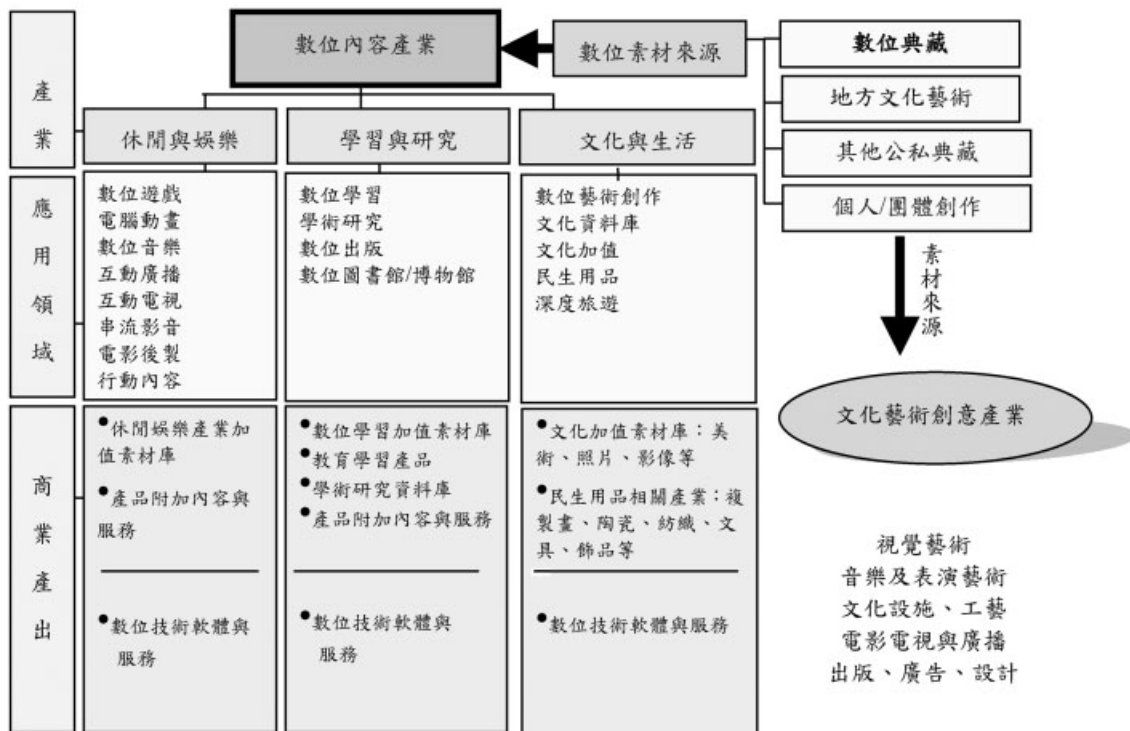 數位內容產業
數位素材來源
數位典藏
地方文化藝術
其他公私典藏
個人/團體創作
產業
休閒與娛樂
學習與研究
文化與生活
應用領域
數位遊戲
電腦動畫
數位音樂
互動廣播
互動電視
串流影音
電影後製
行動內容
數位學習
學術研究
數位出版
數位圖書館/博物館
數位藝術創作
文化資料庫
文化加值
民生用品
深度旅遊
素材來源
文化藝術創意產業
商業產出
•休閒娛樂產業加
值素材庫
•產品附加內容與
服務
•數位技術軟體與
服務
•數位學習加值素材庫
•教育學習產品
•學術研究資料庫
•產品附加內容與服務
•數位技術軟體與
服務
•文化加值素材庫：美
術、照片、影像等
•民生用品相關產業：複
製畫、陶瓷、紡織、文
具、飾品等
•數位技術軟體與服務
視覺藝術
音樂及表演藝術
文化設施、工藝
電影電視與廣播
出版、廣告、設計